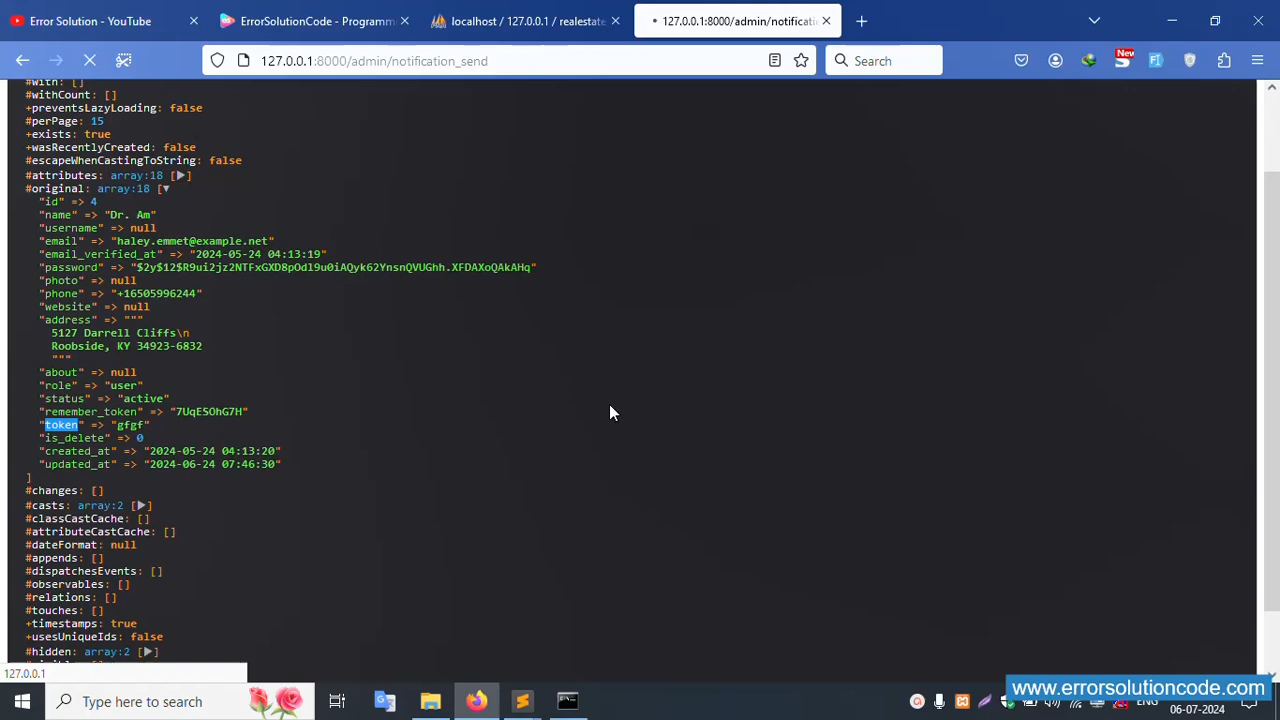 Error Solution - YouTube
ErrorSolutionCode - Programm
localhost / 127.0.0.1 / realestate
127.0.0.1:8000/admin/notificatio
127.0.0.1:8000/admin/notification_send
Search
New
#with: []
#withCount: []
+preventsLazyLoading: false
#perPage: 15
+exists: true
+wasRecentlyCreated: false
#escapeWhenCastingToString: false
#attributes: array:18 [▶]
#original: array:18 [▼
"id" => 4
"name" => "Dr. Am"
"username" => null
"email" => "haley.emmet@example.net"
"email_verified_at" => "2024-05-24 04:13:19"
"password" => "$2y$12$R9ui2jz2NTFxGXD8pOdl9u0iAQyk62YnsnQVUGhh.XFDAXoQAkAHq"
"photo" => null
"phone" => "+16505996244"
"website" => null
"address" => """
5127 Darrell Cliffs\n
Roobside, KY 34923-6832
"""
"about" => null
"role" => "user"
"status" => "active"
"remember_token" => "7UqESOhG7H"
"token" => "gfgf"
"is_delete" => 0
"created_at" => "2024-05-24 04:13:20"
"updated_at" => "2024-06-24 07:46:30"
]
#changes: []
#casts: array:2 [▶]
#classCastCache: []
#attributeCastCache: []
#dateFormat: null
#appends: []
#dispatchesEvents: []
#observables: []
#relations: []
#touches: []
+timestamps: true
+usesUniqueIds: false
#hidden: array:2 [▶]
127.0.0.1
Type here to search
ENG
www.errorsolutioncode.com
06-07-2024